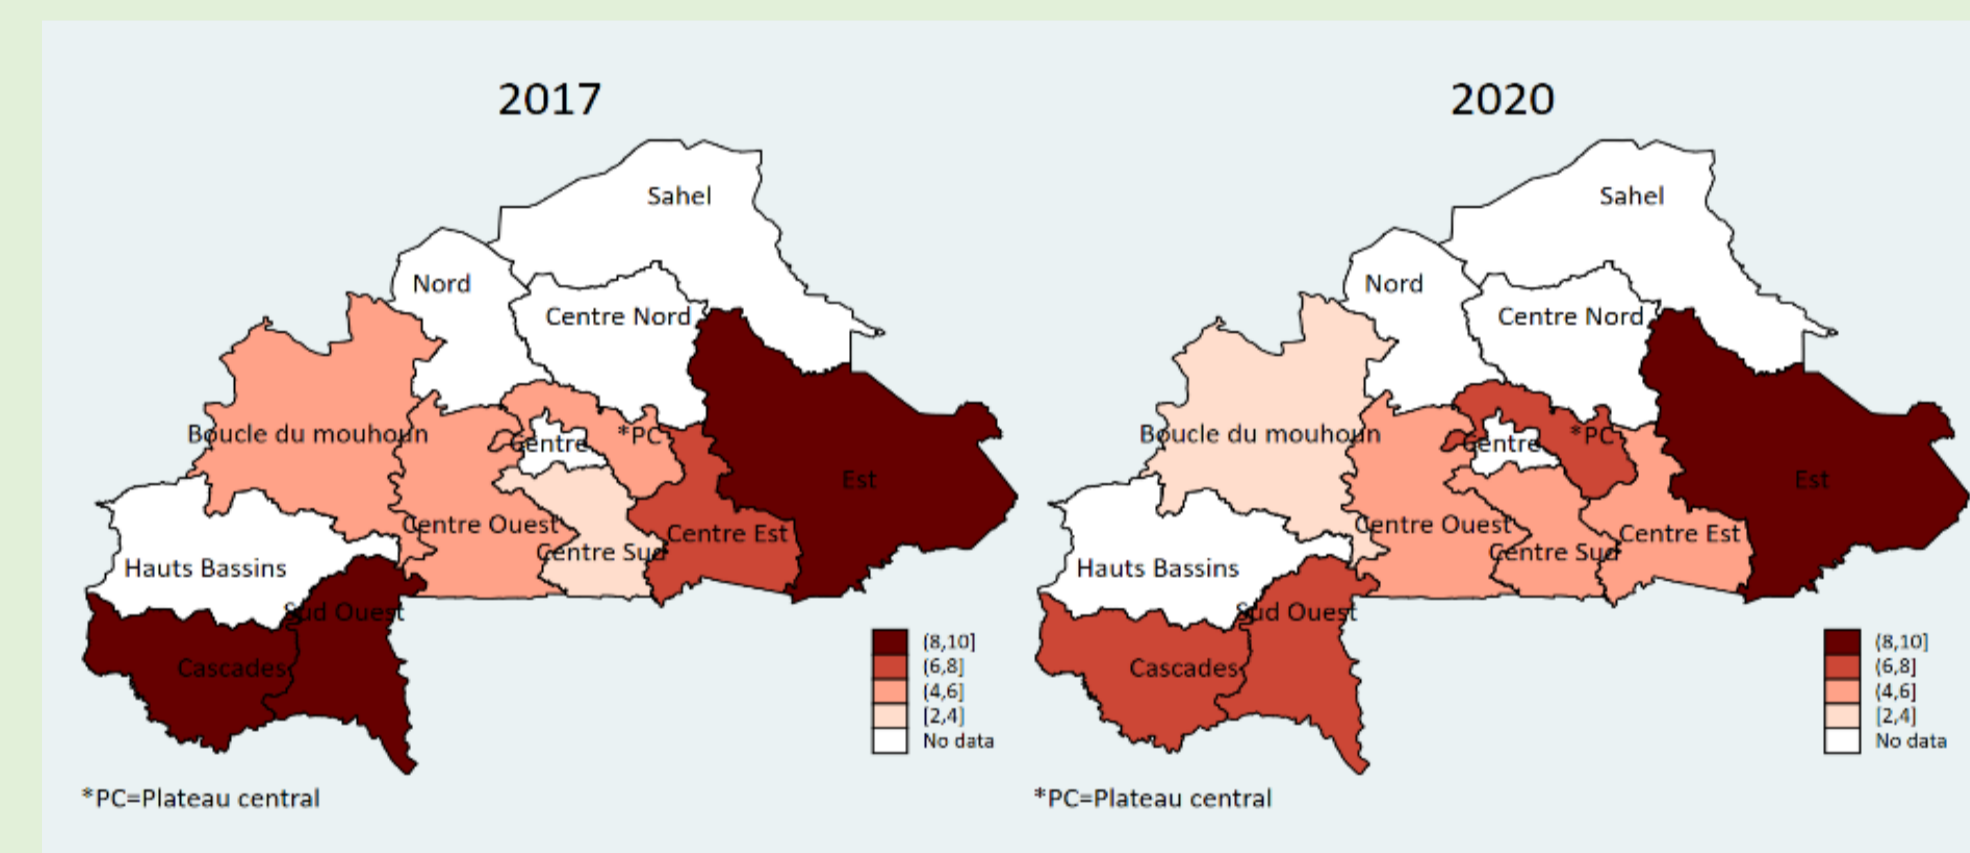 2017
Sahel
Nord
Centre Nord
Boucle du mouhoun
Centre
*PC
Est
Centre Ouest
Centre Sud
Centre Est
Hauts Bassins
Sud Ouest
Cascades
(8,10]
(6,8]
(4,6]
[2,4]
No data
*PC=Plateau central
2020
Sahel
Nord
Centre Nord
Boucle du mouhoun
Centre
*PC
Est
Centre Ouest
Centre Sud
Centre Est
Hauts Bassins
Sud Ouest
Cascades
(8,10]
(6,8]
(4,6]
[2,4]
No data
*PC=Plateau central